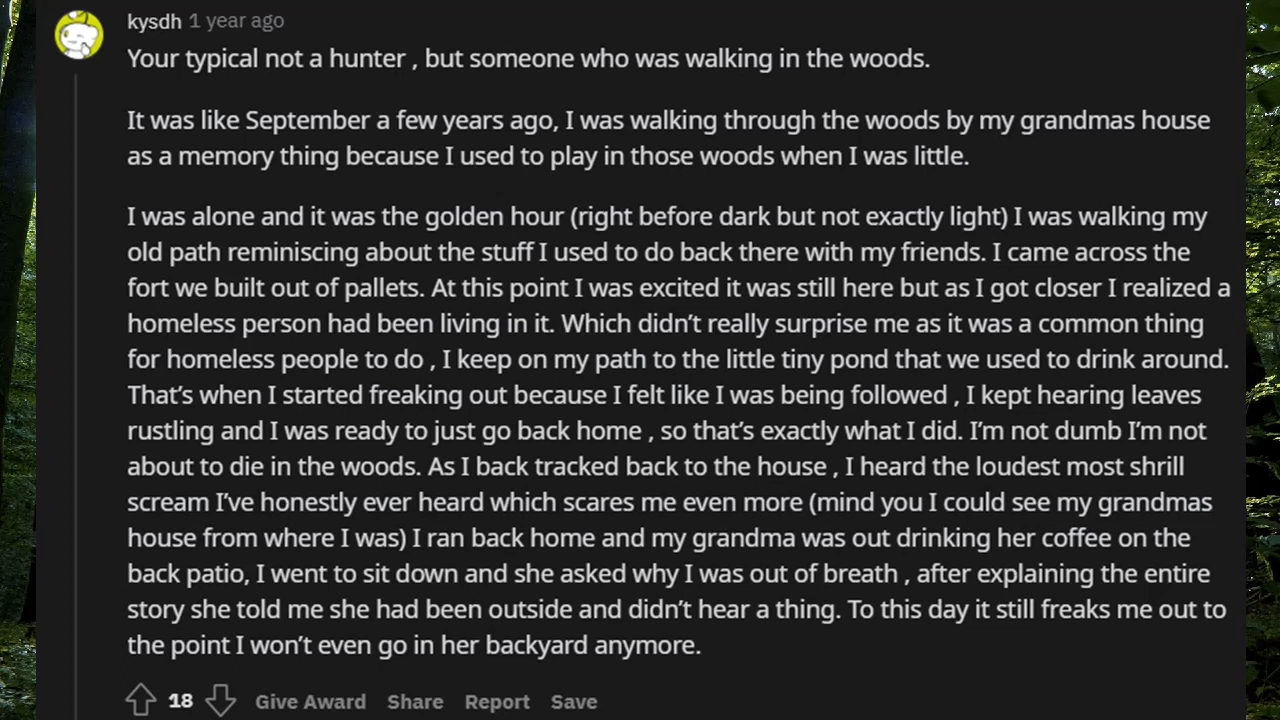 kysdh 1 year ago
Your typical not a hunter , but someone who was walking in the woods.
It was like September a few years ago, I was walking through the woods by my grandmas house
as a memory thing because I used to play in those woods when I was little.
I was alone and it was the golden hour (right before dark but not exactly light) I was walking my
old path reminiscing about the stuff I used to do back there with my friends. I came across the
fort we built out of pallets. At this point I was excited it was still here but as I got closer I realized a
homeless person had been living in it. Which didn’t really surprise me as it was a common thing
for homeless people to do , I keep on my path to the little tiny pond that we used to drink around.
That’s when I started freaking out because I felt like I was being followed , I kept hearing leaves
rustling and I was ready to just go back home , so that’s exactly what I did. I’m not dumb I’m not
about to die in the woods. As I back tracked back to the house , I heard the loudest most shrill
scream I’ve honestly ever heard which scares me even more (mind you I could see my grandmas
house from where I was) I ran back home and my grandma was out drinking her coffee on the
back patio, I went to sit down and she asked why I was out of breath , after explaining the entire
story she told me she had been outside and didn’t hear a thing. To this day it still freaks me out to
the point I won’t even go in her backyard anymore.
18 Give Award Share Report Save